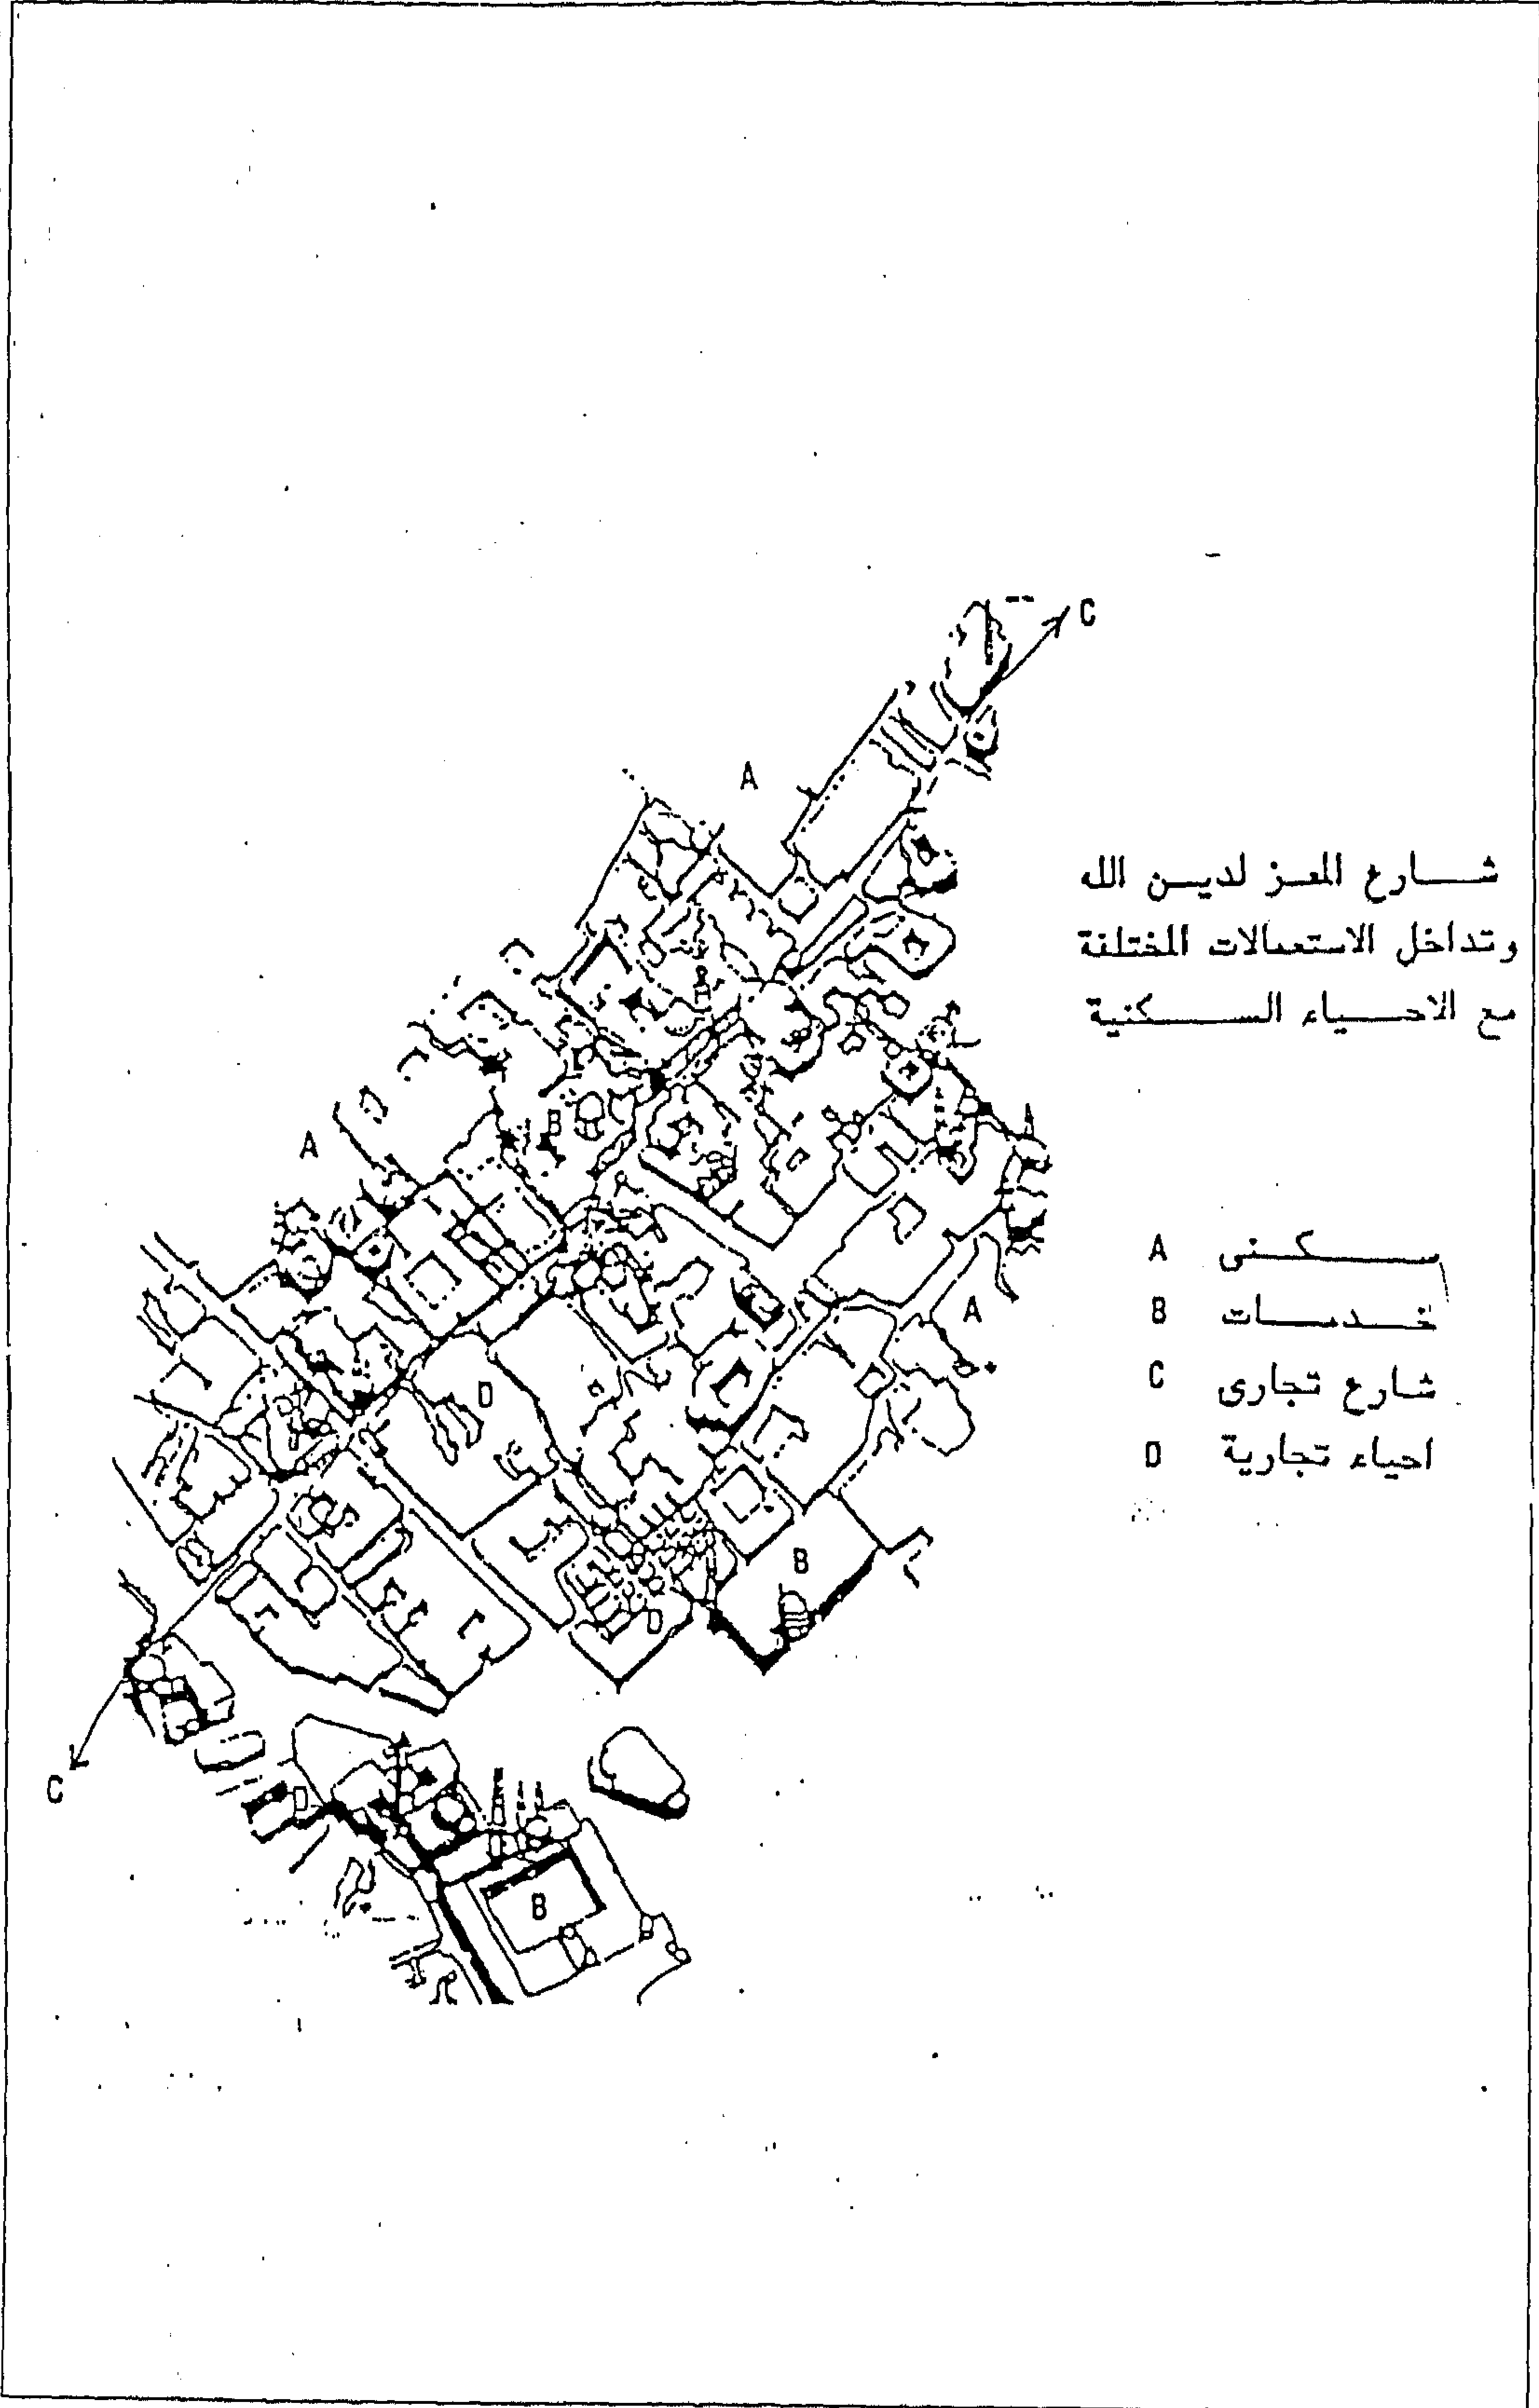 C
A
شارع المعز لدين الله
وتداخل الاستعمالات المختلفة
مع الاحياء السكنية
A
B
A
A سكنى
A
B خدمات
D
C شارع تجارى
D احياء تجارية
B
D
C
D
B